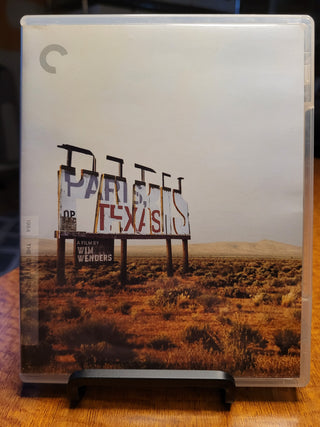 PARIS,
TEXAS
A FILM BY
WIM
WENDERS